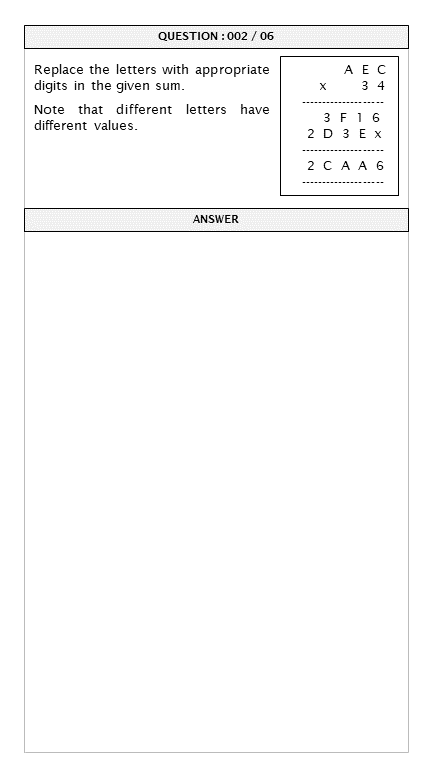 QUESTION : 002 / 06
Replace the letters with appropriate
digits in the given sum.
Note that different letters have
different values.
A E C
x 3 4
--------------------
3 F 1 6
2 D 3 E x
--------------------
2 C A A 6
--------------------
ANSWER